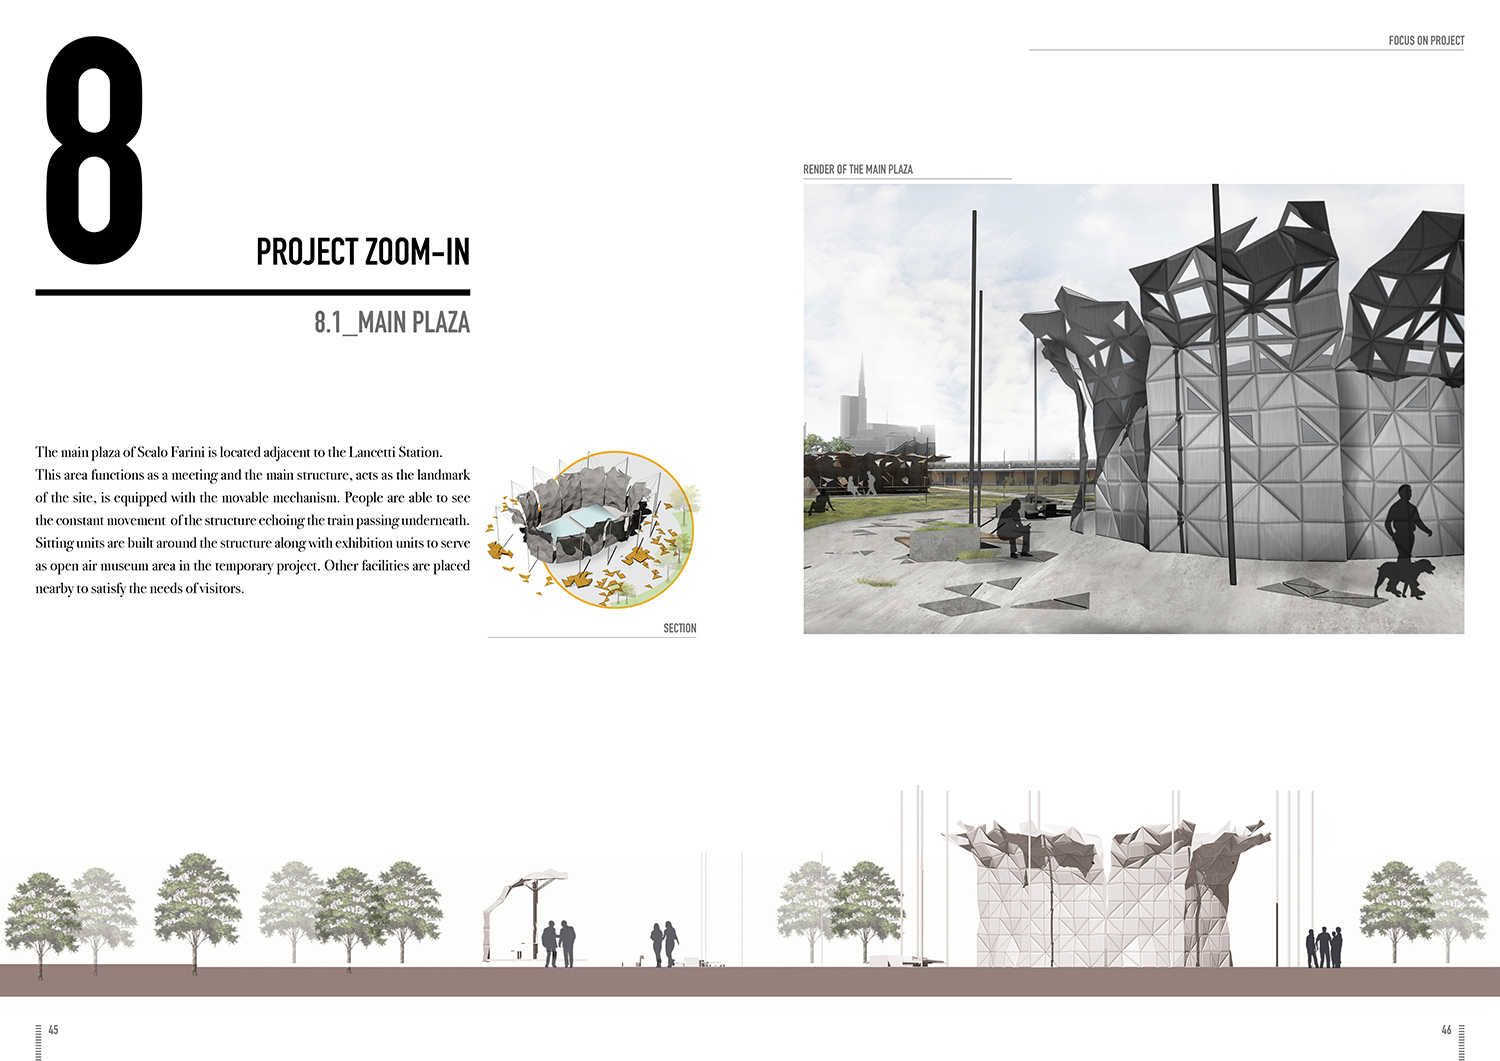 8
PROJECT ZOOM-IN
8.1_MAIN PLAZA
The main plaza of Scalo Farini is located adjacent to the Lancetti Station.
This area functions as a meeting and the main structure, acts as the landmark
of the site, is equipped with the movable mechanism. People are able to see
the constant movement of the structure echoing the train passing underneath.
Sitting units are built around the structure along with exhibition units to serve
as open air museum area in the temporary project. Other facilities are placed
nearby to satisfy the needs of visitors.
SECTION
FOCUS ON PROJECT
RENDER OF THE MAIN PLAZA
45
46